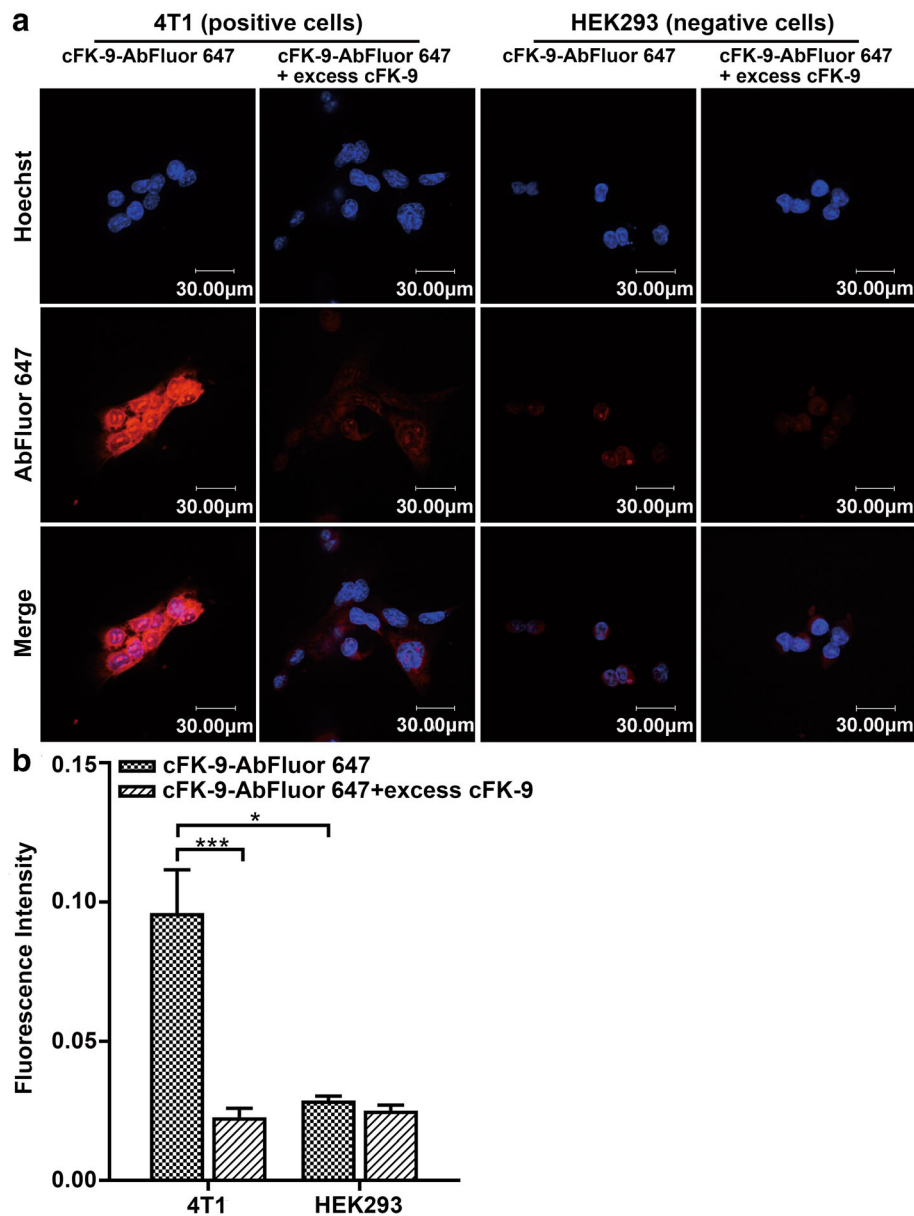 a
4T1 (positive cells)
HEK293 (negative cells)
cFK-9-AbFluor 647
cFK-9-AbFluor 647
+ excess cFK-9
cFK-9-AbFluor 647
cFK-9-AbFluor 647
+ excess cFK-9
Hoechst
30.00μm
30.00μm
30.00μm
30.00μm
AbFluor 647
30.00μm
30.00μm
30.00μm
30.00μm
Merge
30.00μm
30.00μm
30.00μm
30.00μm
b
0.15
cFK-9-AbFluor 647
cFK-9-AbFluor 647+excess cFK-9
*
***
0.10
Fluorescence Intensity
0.05
0.00
4T1
HEK293